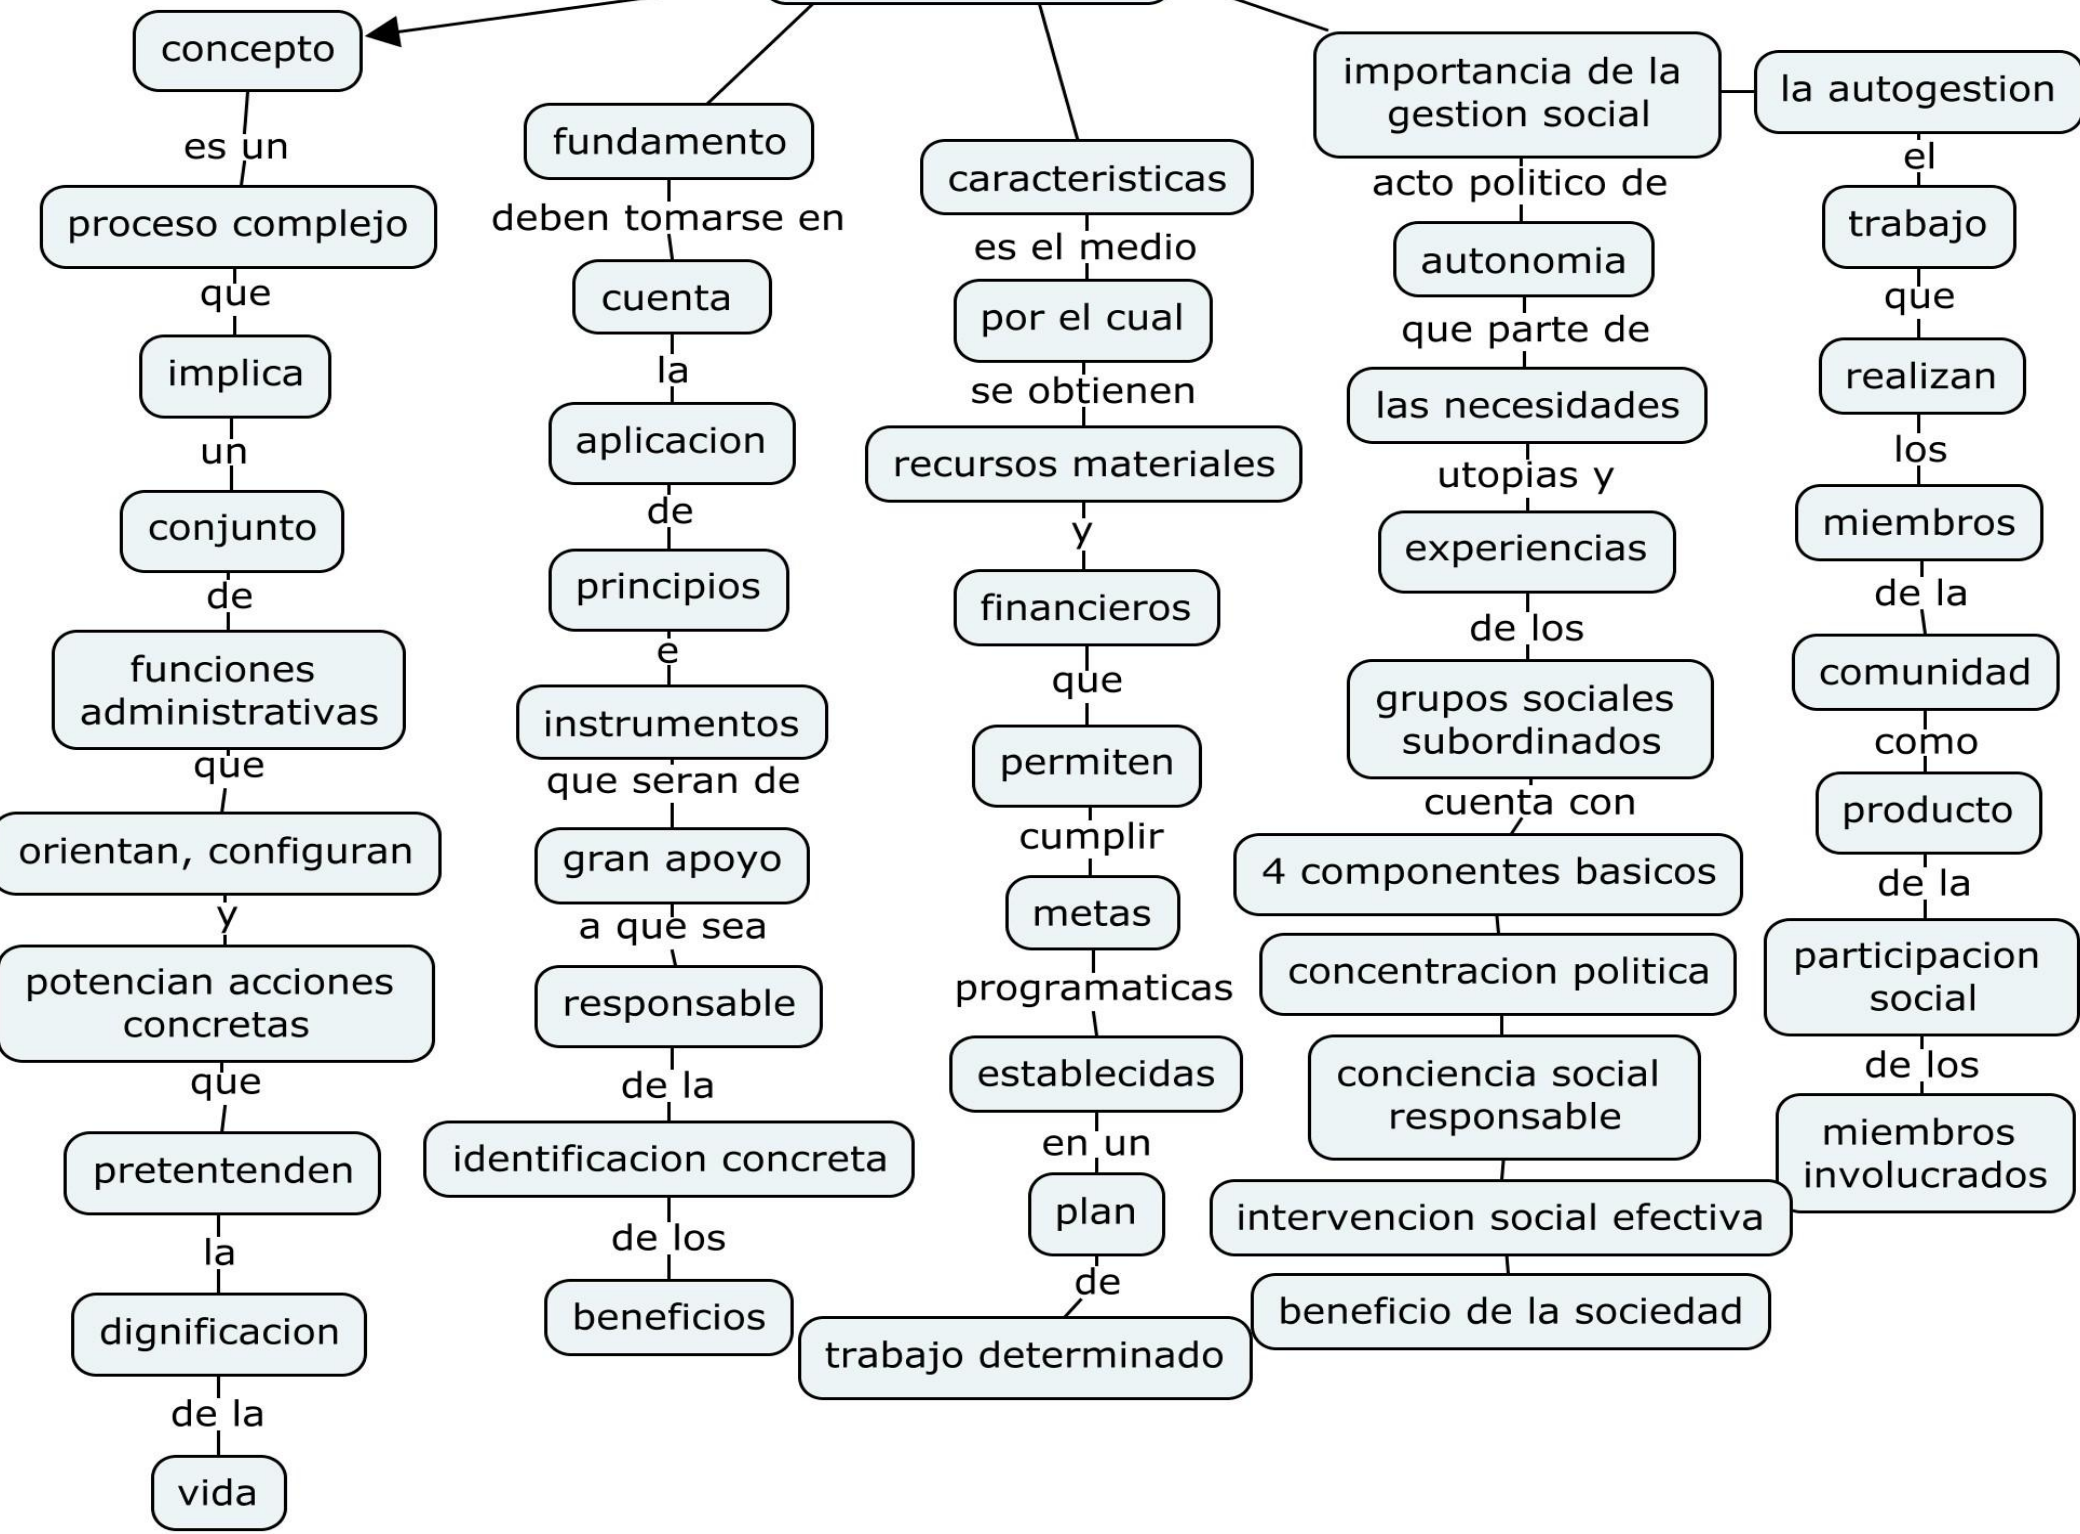 concepto
es un
proceso complejo
que
implica
un
conjunto
de
funciones
administrativas
que
orientan, configuran
y
potencian acciones
concretas
que
pretentenden
la
dignificacion
de la
vida
fundamento
deben tomarse en
cuenta
la
aplicacion
de
principios
e
instrumentos
que seran de
gran apoyo
a que sea
responsable
de la
identificacion concreta
de los
beneficios
caracteristicas
es el medio
por el cual
se obtienen
recursos materiales
y
financieros
que
permiten
cumplir
metas
programaticas
establecidas
en un
plan
de
trabajo determinado
importancia de la
gestion social
acto politico de
autonomia
que parte de
las necesidades
utopias y
experiencias
de los
grupos sociales
subordinados
cuenta con
4 componentes basicos
concentracion politica
conciencia social
responsable
intervencion social efectiva
beneficio de la sociedad
la autogestion
el
trabajo
que
realizan
los
miembros
de la
comunidad
como
producto
de la
participacion
social
de los
miembros
involucrados